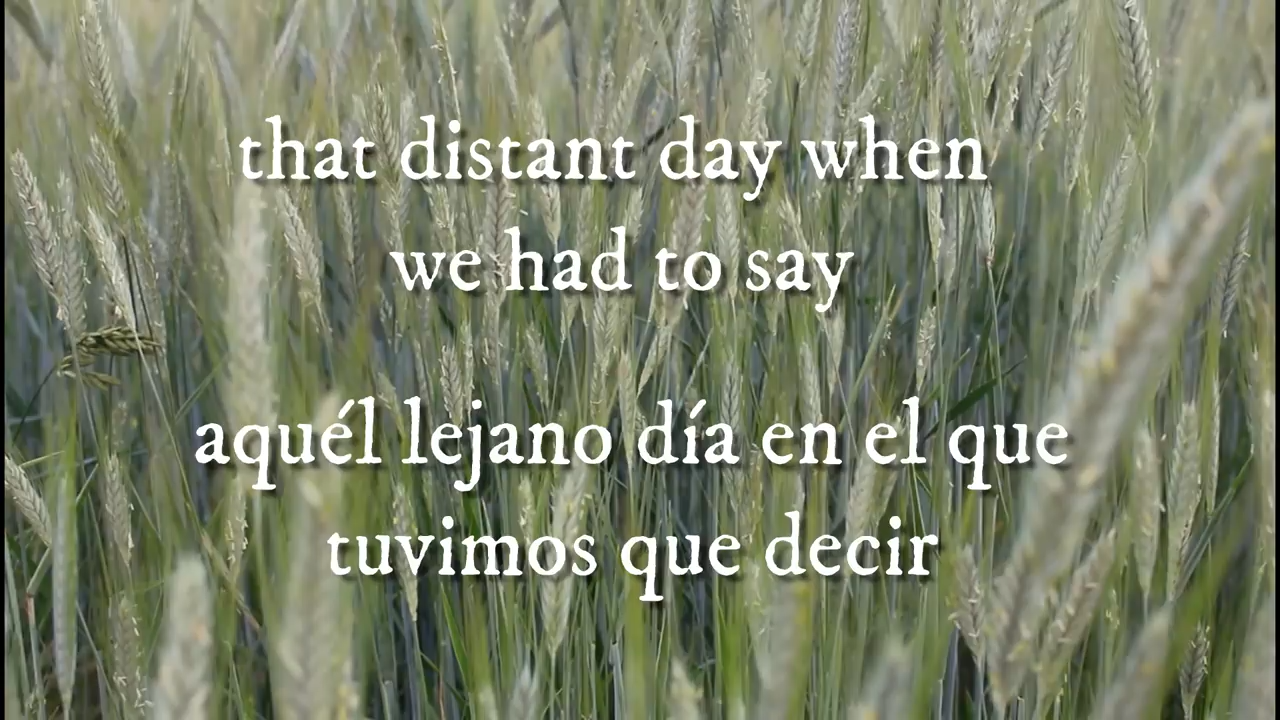 that distant day when
we had to say
aquél lejano día en el que
tuvimos que decir